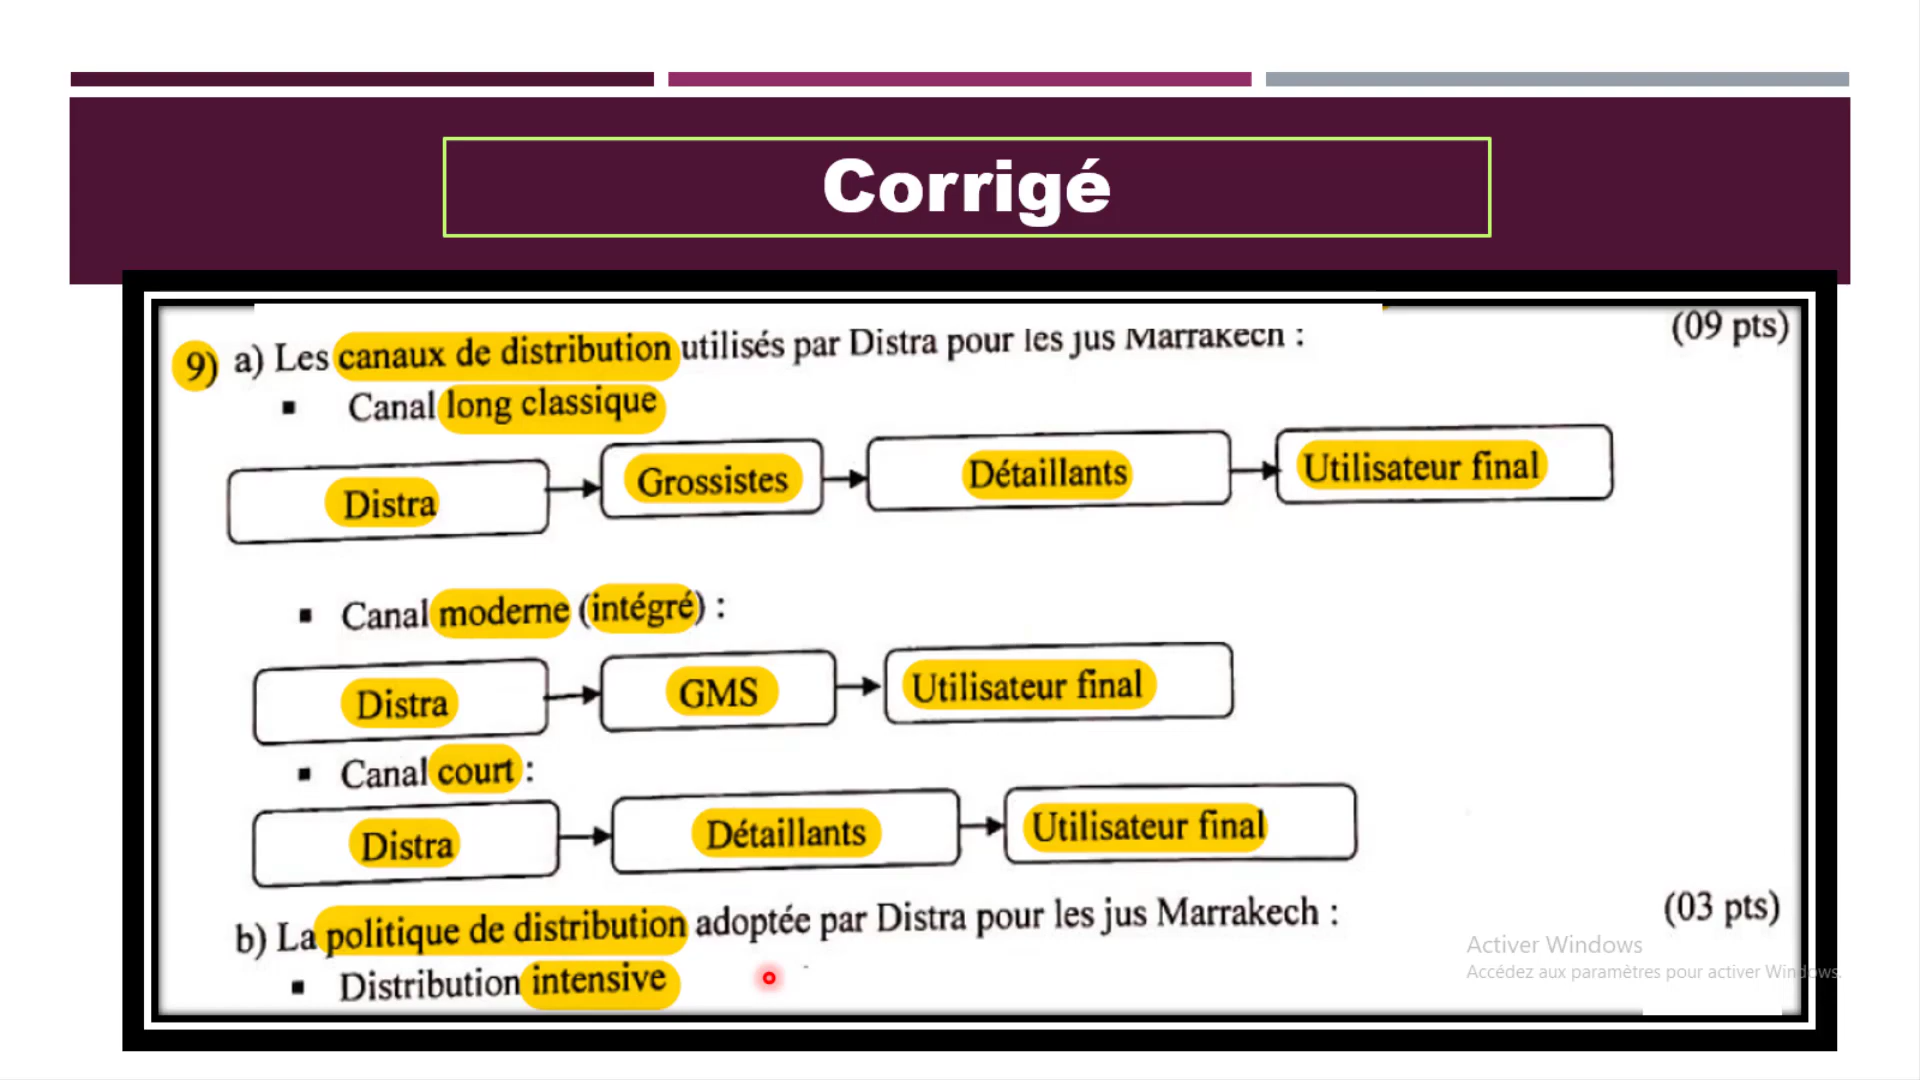 Corrigé
9) a) Les canaux de distribution utilisés par Distra pour les jus Marrakech : (09 pts)
▪ Canal long classique
Distra Grossistes Détaillants Utilisateur final
▪ Canal moderne (intégré) :
Distra GMS Utilisateur final
▪ Canal court :
Distra Détaillants Utilisateur final
b) La politique de distribution adoptée par Distra pour les jus Marrakech : (03 pts)
▪ Distribution intensive
Activer Windows
Accédez aux paramètres pour activer Windows.